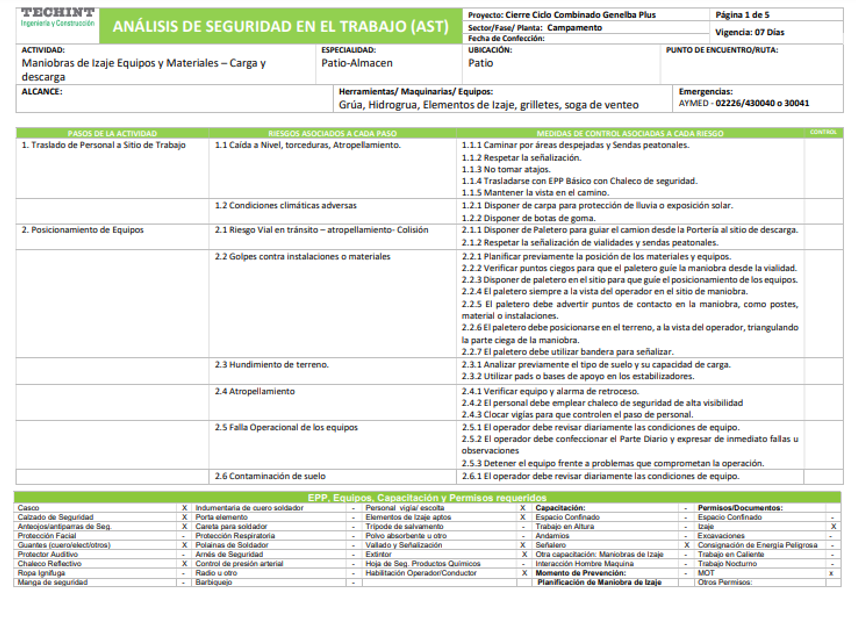 TECHINT
Ingeniería y Construcción
ANÁLISIS DE SEGURIDAD EN EL TRABAJO (AST)
Proyecto: Cierre Ciclo Combinado Genelba Plus
Página 1 de 5
Sector/Fase/ Planta: Campamento
Vigencia: 07 Días
Fecha de Confección:
ACTIVIDAD:
Maniobras de Izaje Equipos y Materiales – Carga y
descarga
ESPECIALIDAD:
Patio-Almacen
UBICACIÓN:
Patio
PUNTO DE ENCUENTRO/RUTA:
ALCANCE:
Herramientas/ Maquinarias/ Equipos:
Grúa, Hidrogrua, Elementos de Izaje, grilletes, soga de venteo
Emergencias:
AYMED - 02226/430040 o 30041
PASOS DE LA ACTIVIDAD RIESGOS ASOCIADOS A CADA PASO MEDIDAS DE CONTROL ASOCIADAS A CADA RIESGO CONTROL
1. Traslado de Personal a Sitio de Trabajo
1.1 Caída a Nivel, torceduras, Atropellamiento.
1.1.1 Caminar por áreas despejadas y Sendas peatonales.
1.1.2 Respetar la señalización.
1.1.3 No tomar atajos.
1.1.4 Trasladarse con EPP Básico con Chaleco de seguridad.
1.1.5 Mantener la vista en el camino.
1.2 Condiciones climáticas adversas
1.2.1 Disponer de carpa para protección de lluvia o exposición solar.
1.2.2 Disponer de botas de goma.
2. Posicionamiento de Equipos
2.1 Riesgo Vial en tránsito – atropellamiento- Colisión
2.1.1 Disponer de Paletero para guiar el camion desde la Portería al sitio de descarga.
2.1.2 Respetar la señalización de vialidades y sendas peatonales.
2.2 Golpes contra instalaciones o materiales
2.2.1 Planificar previamente la posición de los materiales y equipos.
2.2.2 Verificar puntos ciegos para que el paletero guíe la maniobra desde la vialidad.
2.2.3 Disponer de paletero en el sitio para que guíe el posicionamiento de los equipos.
2.2.4 El paletero siempre a la vista del operador en el sitio de maniobra.
2.2.5 El paletero debe advertir puntos de contacto en la maniobra, como postes,
material o instalaciones.
2.2.6 El paletero debe posicionarse en el terreno, a la vista del operador, triangulando
la parte ciega de la maniobra.
2.2.7 El paletero debe utilizar bandera para señalizar.
2.3 Hundimiento de terreno.
2.3.1 Analizar previamente el tipo de suelo y su capacidad de carga.
2.3.2 Utilizar pads o bases de apoyo en los estabilizadores.
2.4 Atropellamiento
2.4.1 Verificar equipo y alarma de retroceso.
2.4.2 El personal debe emplear chaleco de seguridad de alta visibilidad
2.4.3 Clocar vigías para que controlen el paso de personal.
2.5 Falla Operacional de los equipos
2.5.1 El operador debe revisar diariamente las condiciones de equipo.
2.5.2 El operador debe confeccionar el Parte Diario y expresar de inmediato fallas u
observaciones
2.5.3 Detener el equipo frente a problemas que comprometan la operación.
2.6 Contaminación de suelo
2.6.1 El operador debe revisar diariamente las condiciones de equipo.
EPP, Equipos, Capacitación y Permisos requeridos
Casco X Indumentaria de cuero soldador - Personal vigía/ escolta X Capacitación: - Permisos/Documentos:
Calzado de Seguridad X Porta elemento - Elementos de Izaje aptos X Espacio Confinado - Espacio Confinado -
Anteojos/antiparras de Seg. X Careta para soldador - Trípode de salvamento - Trabajo en Altura - Izaje X
Protección Facial - Protección Respiratoria - Polvo absorbente u otro - Andamios - Excavaciones -
Guantes (cuero/elect/otros) X Polainas de Soldador - Vallado y Señalización X Señalero X Consignación de Energía Peligrosa -
Protector Auditivo - Arnés de Seguridad - Extintor X Otra capacitación: Maniobras de Izaje X Trabajo en Caliente -
Chaleco Reflectivo X Control de presión arterial - Hoja de Seg. Productos Químicos - Interacción Hombre Maquina - Trabajo Nocturno -
Ropa Ignífuga - Radio u otro - Habilitación Operador/Conductor X Momento de Prevención: - MOT x
Manga de seguridad - Barbiquejo - Planificación de Maniobra de Izaje Otros Permisos: